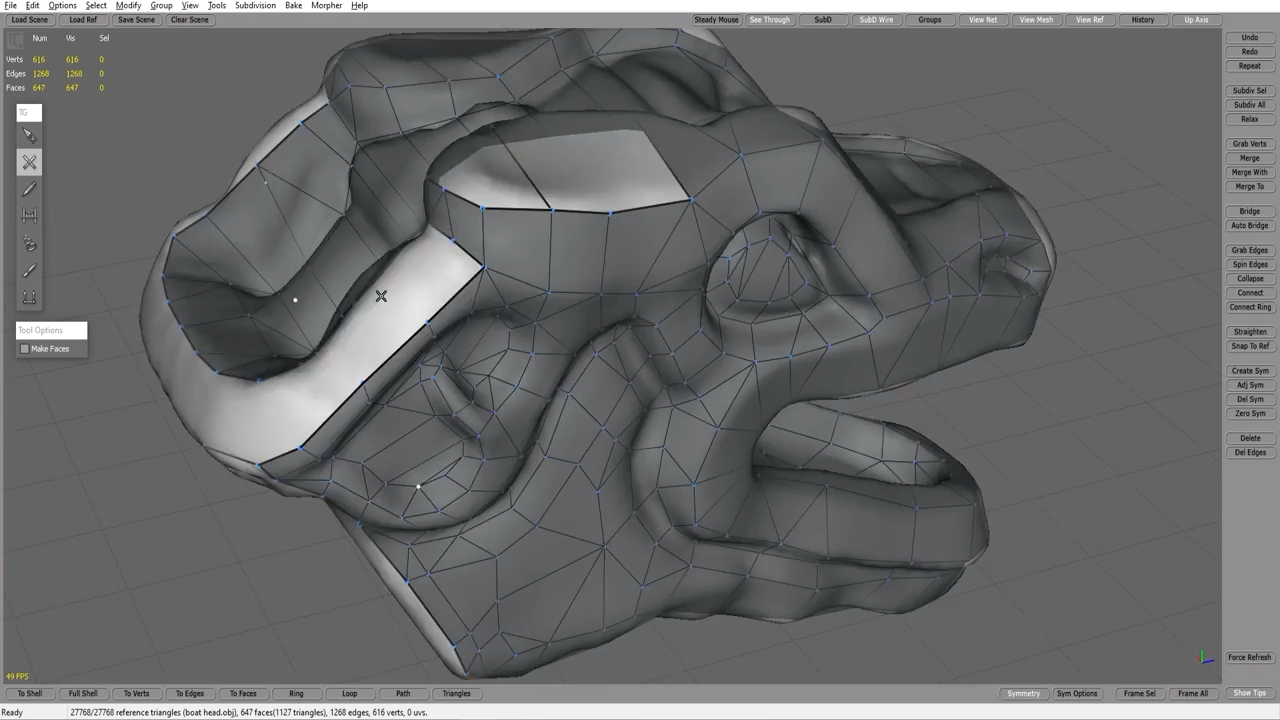 File Edit Options Modify Group View Tools Subdivision Bake Morpher Help
Load Scene Load Ref Save Scene Clear Scene Steady Mouse See Through SubD SubD Wire Groups View Net View Mesh View Ref History Up Axis
Num Vis Sel
Verts 616 616 0
Edges 1268 1268 0
Faces 647 647 0
TG
Tool Options
Make Faces
Undo
Redo
Repeat
Subdiv Sel
Subdiv All
Relax
Grab Verts
Merge
Merge With
Merge To
Bridge
Auto Bridge
Grab Edges
Spin Edges
Collapse
Connect
Connect Ring
Straighten
Snap To Ref
Create Sym
Adj Sym
Del Sym
Zero Sym
Delete
Del Edges
Force Refresh
49 FPS
To Shell Full Shell To Verts To Edges To Faces Ring Loop Path Triangles Symmetry Sym Options Frame Sel Frame All Show Tips
Ready 27768/27768 reference triangles (boat head.obj), 647 faces(1127 triangles), 1268 edges, 616 verts, 0 uvs.